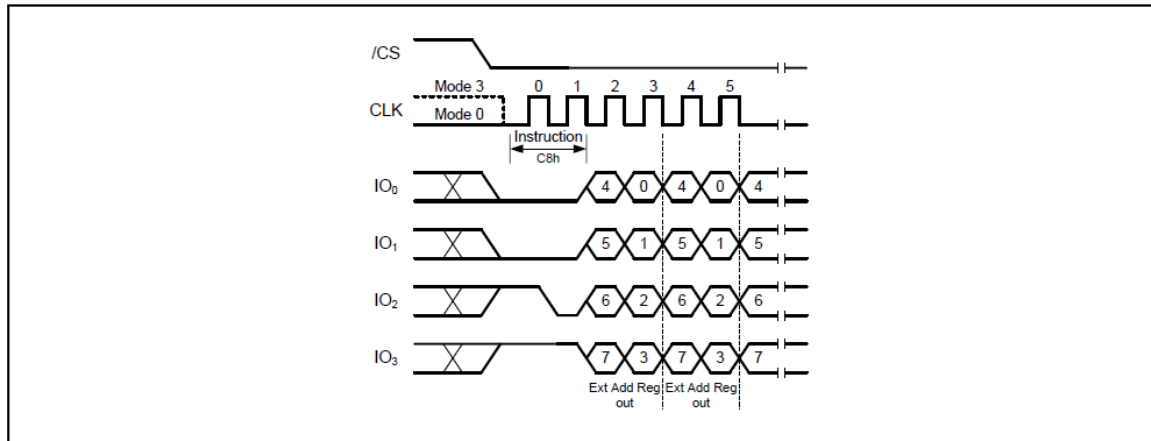 /CS
Mode 3 0 1 2 3 4 5
CLK
Mode 0
Instruction
C8h
IO0 4 0 4 0 4
IO1 5 1 5 1 5
IO2 6 2 6 2 6
IO3 7 3 7 3 7
Ext Add Reg Ext Add Reg
out out